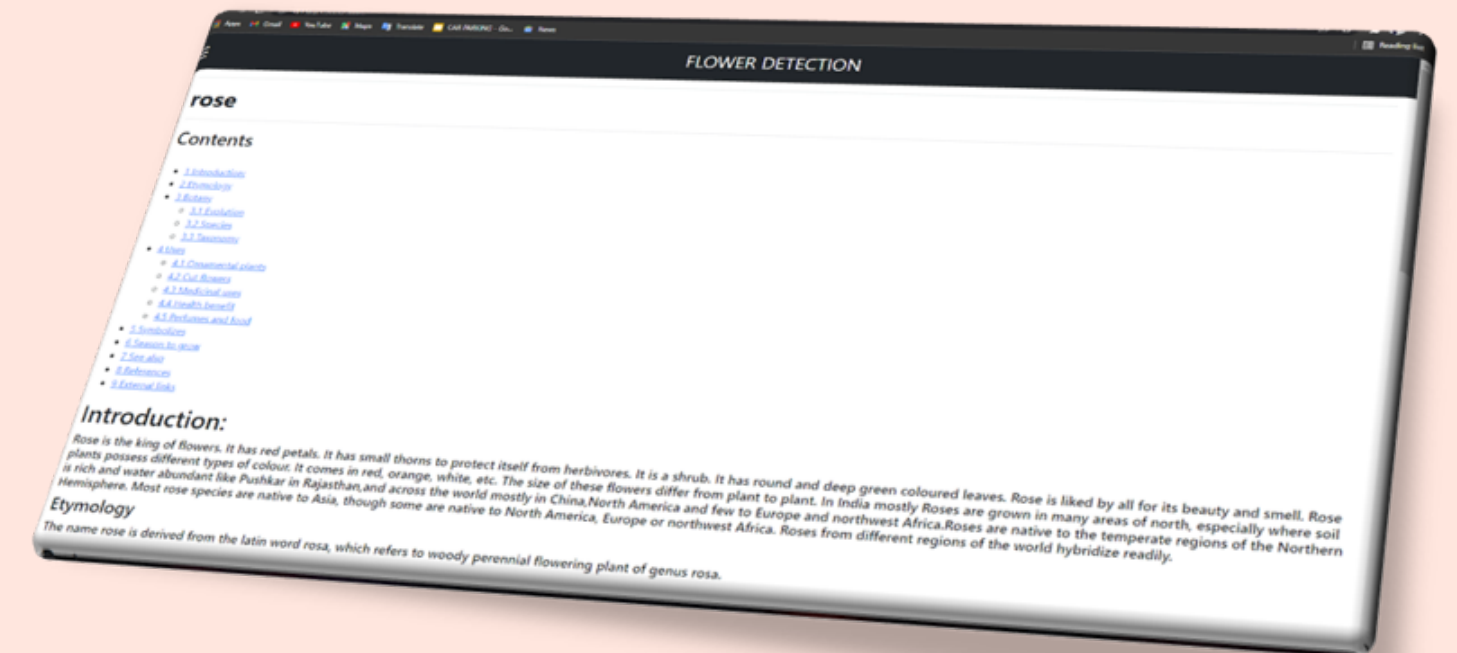 Apps Gmail YouTube Maps Translate CAR PARKING - Go... News
Reading list
FLOWER DETECTION
rose
Contents
1.Introduction
2.Etymology
3.Botany
3.1.Evolution
3.2.Species
3.3.Taxonomy
4.Uses
4.1.Ornamental plants
4.2.Cut flowers
4.3.Medicinal uses
4.4.Health benefit
4.5.Perfumes and food
5.Symbolizes
6.Season to grow
7.See also
8.References
9.External links
Introduction:
Rose is the king of flowers. It has red petals. It has small thorns to protect itself from herbivores. It is a shrub. It has round and deep green coloured leaves. Rose is liked by all for its beauty and smell. Rose
plants possess different types of colour. It comes in red, orange, white, etc. The size of these flowers differ from plant to plant. In India mostly Roses are grown in many areas of north, especially where soil
is rich and water abundant like Pushkar in Rajasthan,and across the world mostly in China,North America and few to Europe and northwest Africa.Roses are native to the temperate regions of the Northern
Hemisphere. Most rose species are native to Asia, though some are native to North America, Europe or northwest Africa. Roses from different regions of the world hybridize readily.
Etymology
The name rose is derived from the latin word rosa, which refers to woody perennial flowering plant of genus rosa.